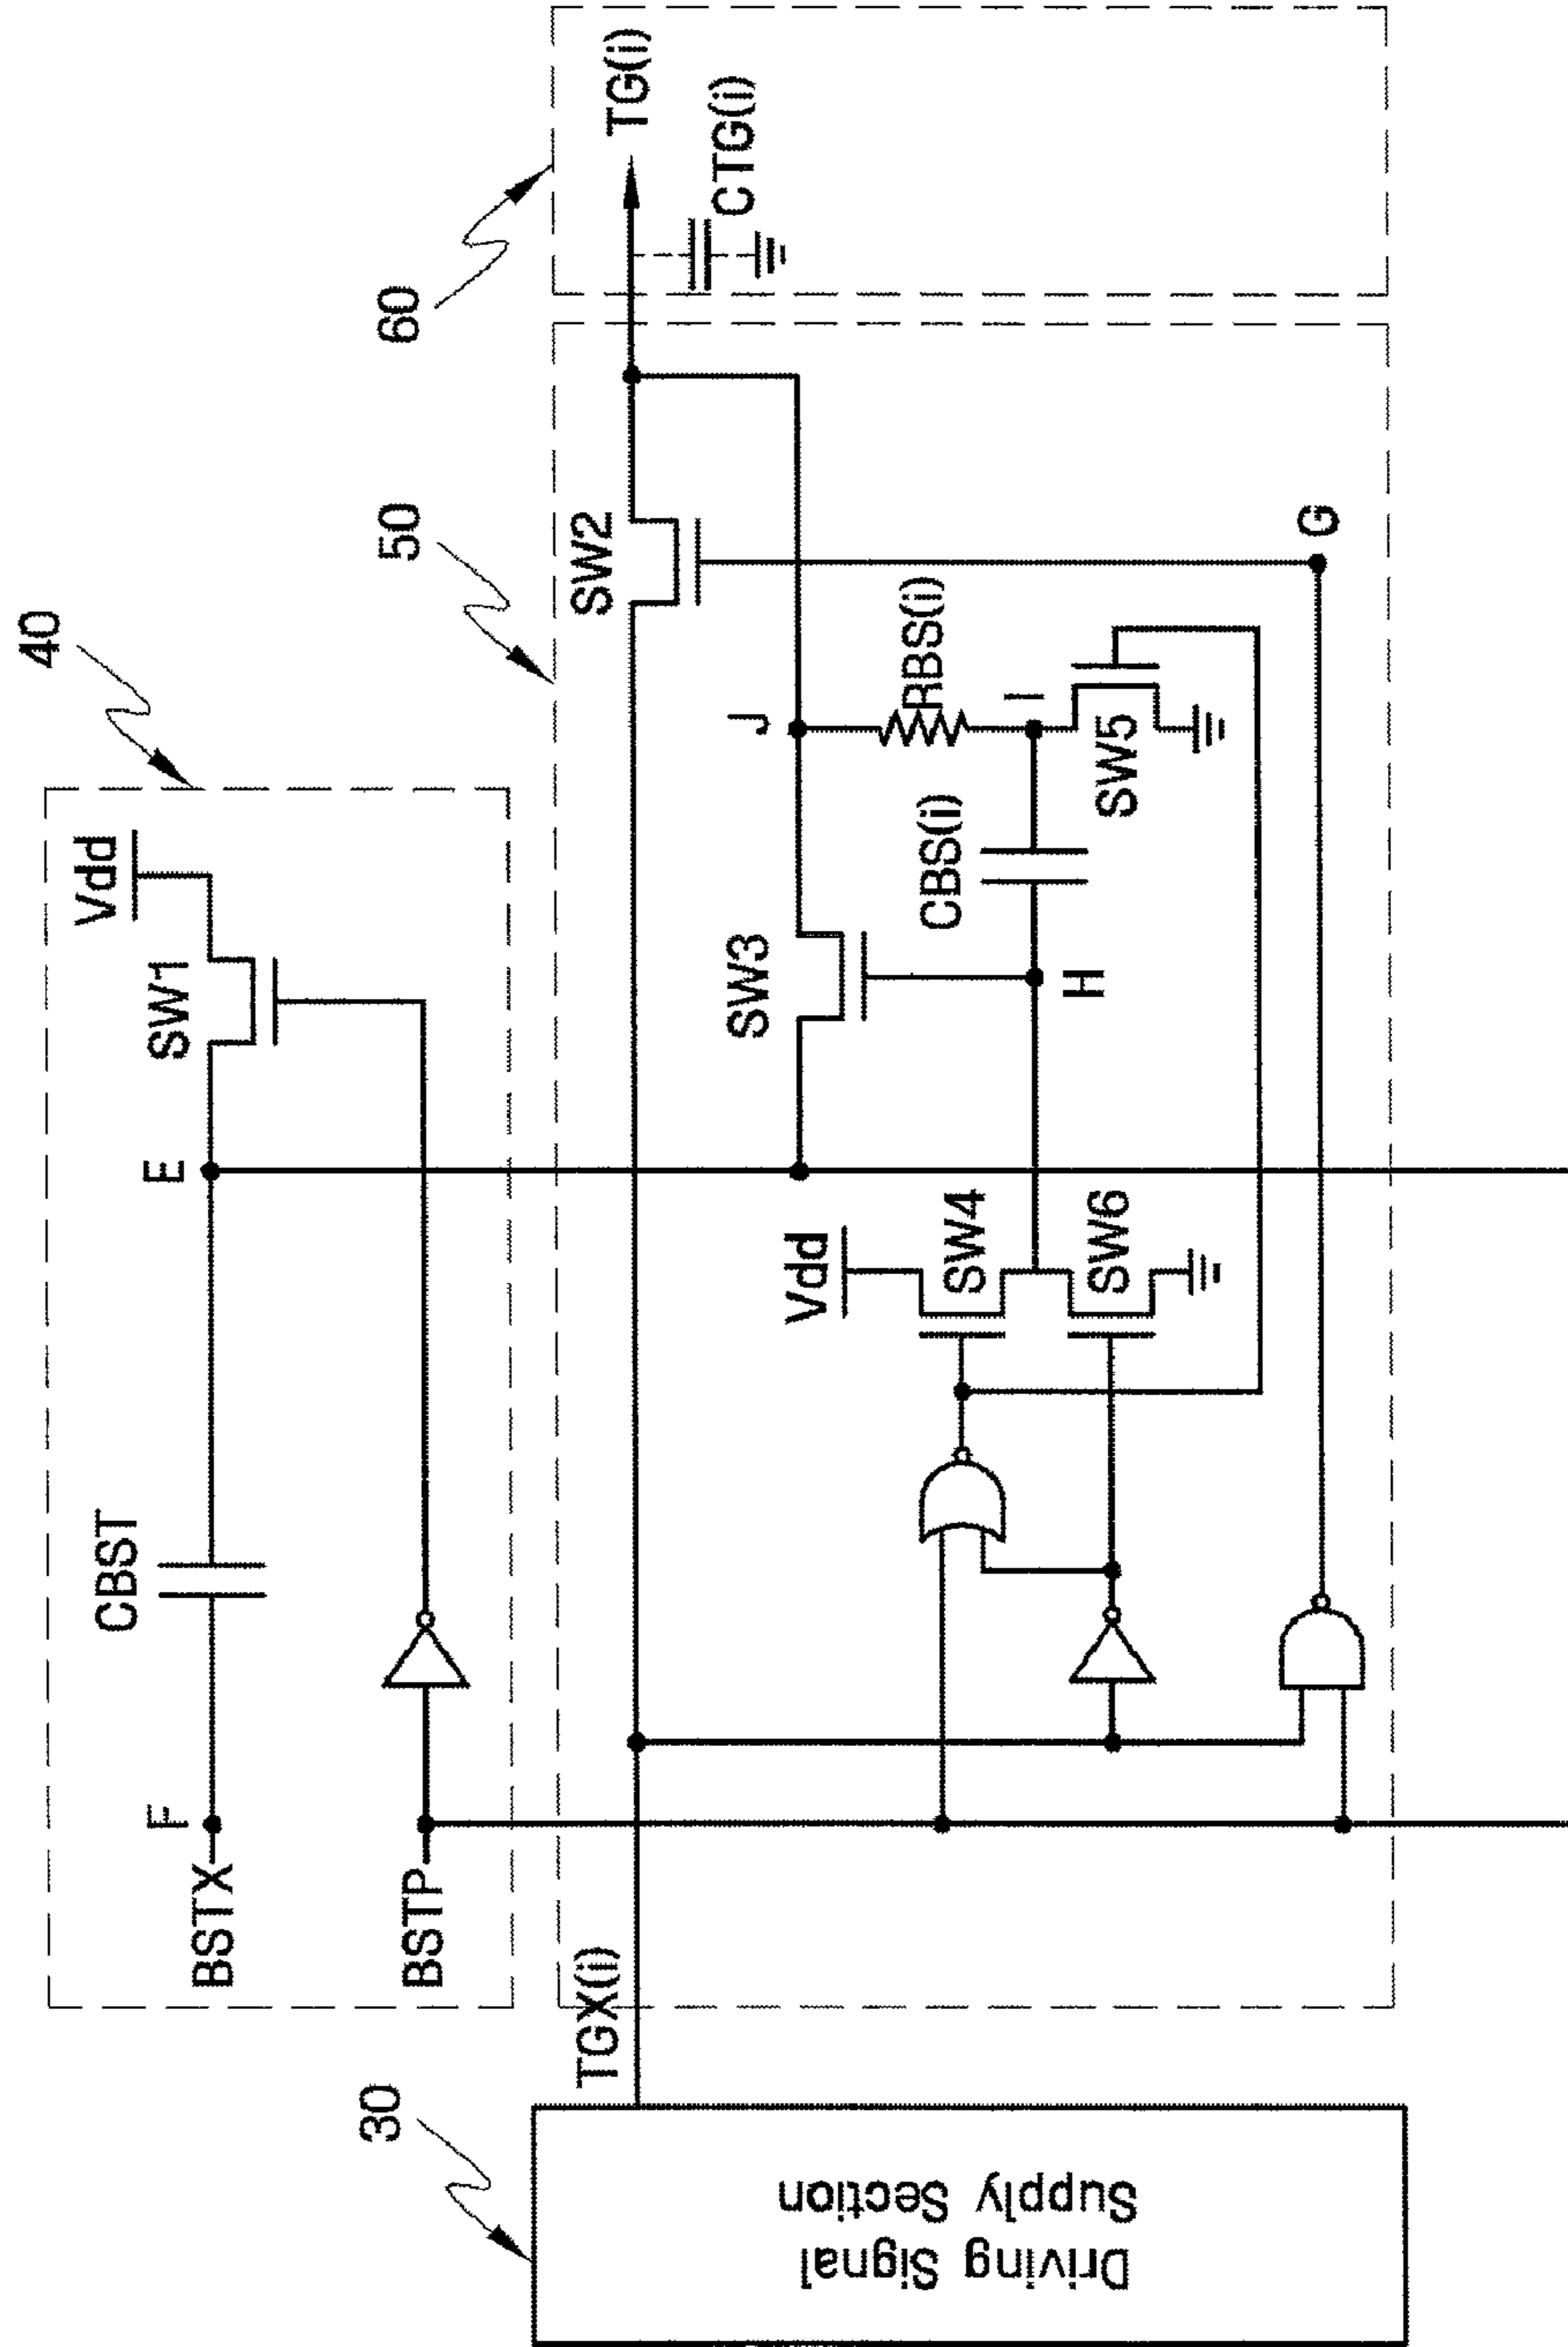 40
Vdd
SW1
E
CBST
F
BSTX
BSTP
50
60
TG(i)
CTG(i)
SW2
J
RBS(i)
I
SW5
CBS(i)
SW3
H
G
Vdd
SW4
SW6
TGX(i)
30
Driving Signal
Supply Section